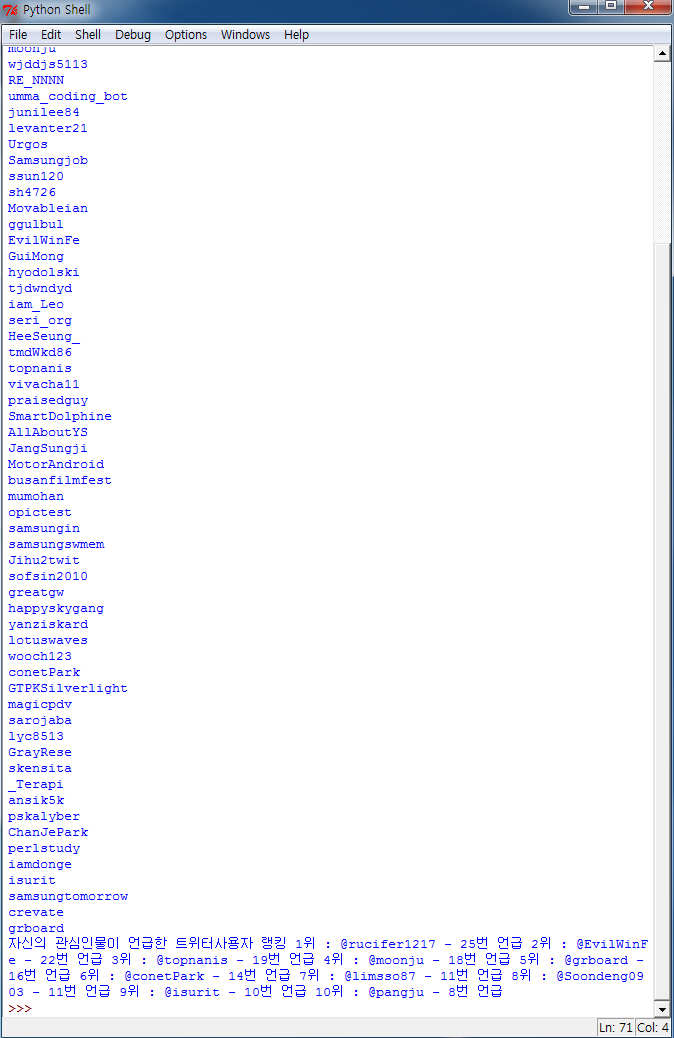 Python Shell
File Edit Shell Debug Options Windows Help
moonju
wjddjs5113
RE_NNNN
umma_coding_bot
junilee84
levanter21
Urgos
Samsungjob
ssun120
sh4726
Movableian
ggulbul
EvilWinFe
GuiMong
hyodolski
tjdwndyd
iam_Leo
seri_org
HeeSeung_
tmdWkd86
topnanis
vivacha11
praisedguy
SmartDolphine
AllAboutYS
JangSungji
MotorAndroid
busanfilmfest
mumohan
opictest
samsungin
samsungswmem
Jihu2twit
sofsin2010
greatgw
happyskygang
yanziskard
lotuswaves
wooch123
conetPark
GTPKSilverlight
magicpdv
sarojaba
lyc8513
GrayRese
skensita
_Terapi
ansik5k
pskalyber
ChanJePark
perlstudy
iamdonge
isurit
samsungtomorrow
crevate
grboard
자신의 관심인물이 언급한 트위터사용자 랭킹 1위 : @rucifer1217 - 25번 언급 2위 : @EvilWinF
e - 22번 언급 3위 : @topnanis - 19번 언급 4위 : @moonju - 18번 언급 5위 : @grboard -
16번 언급 6위 : @conetPark - 14번 언급 7위 : @limsso87 - 11번 언급 8위 : @Soondeng09
03 - 11번 언급 9위 : @isurit - 10번 언급 10위 : @pangju - 8번 언급
>>>
Ln: 71 Col: 4